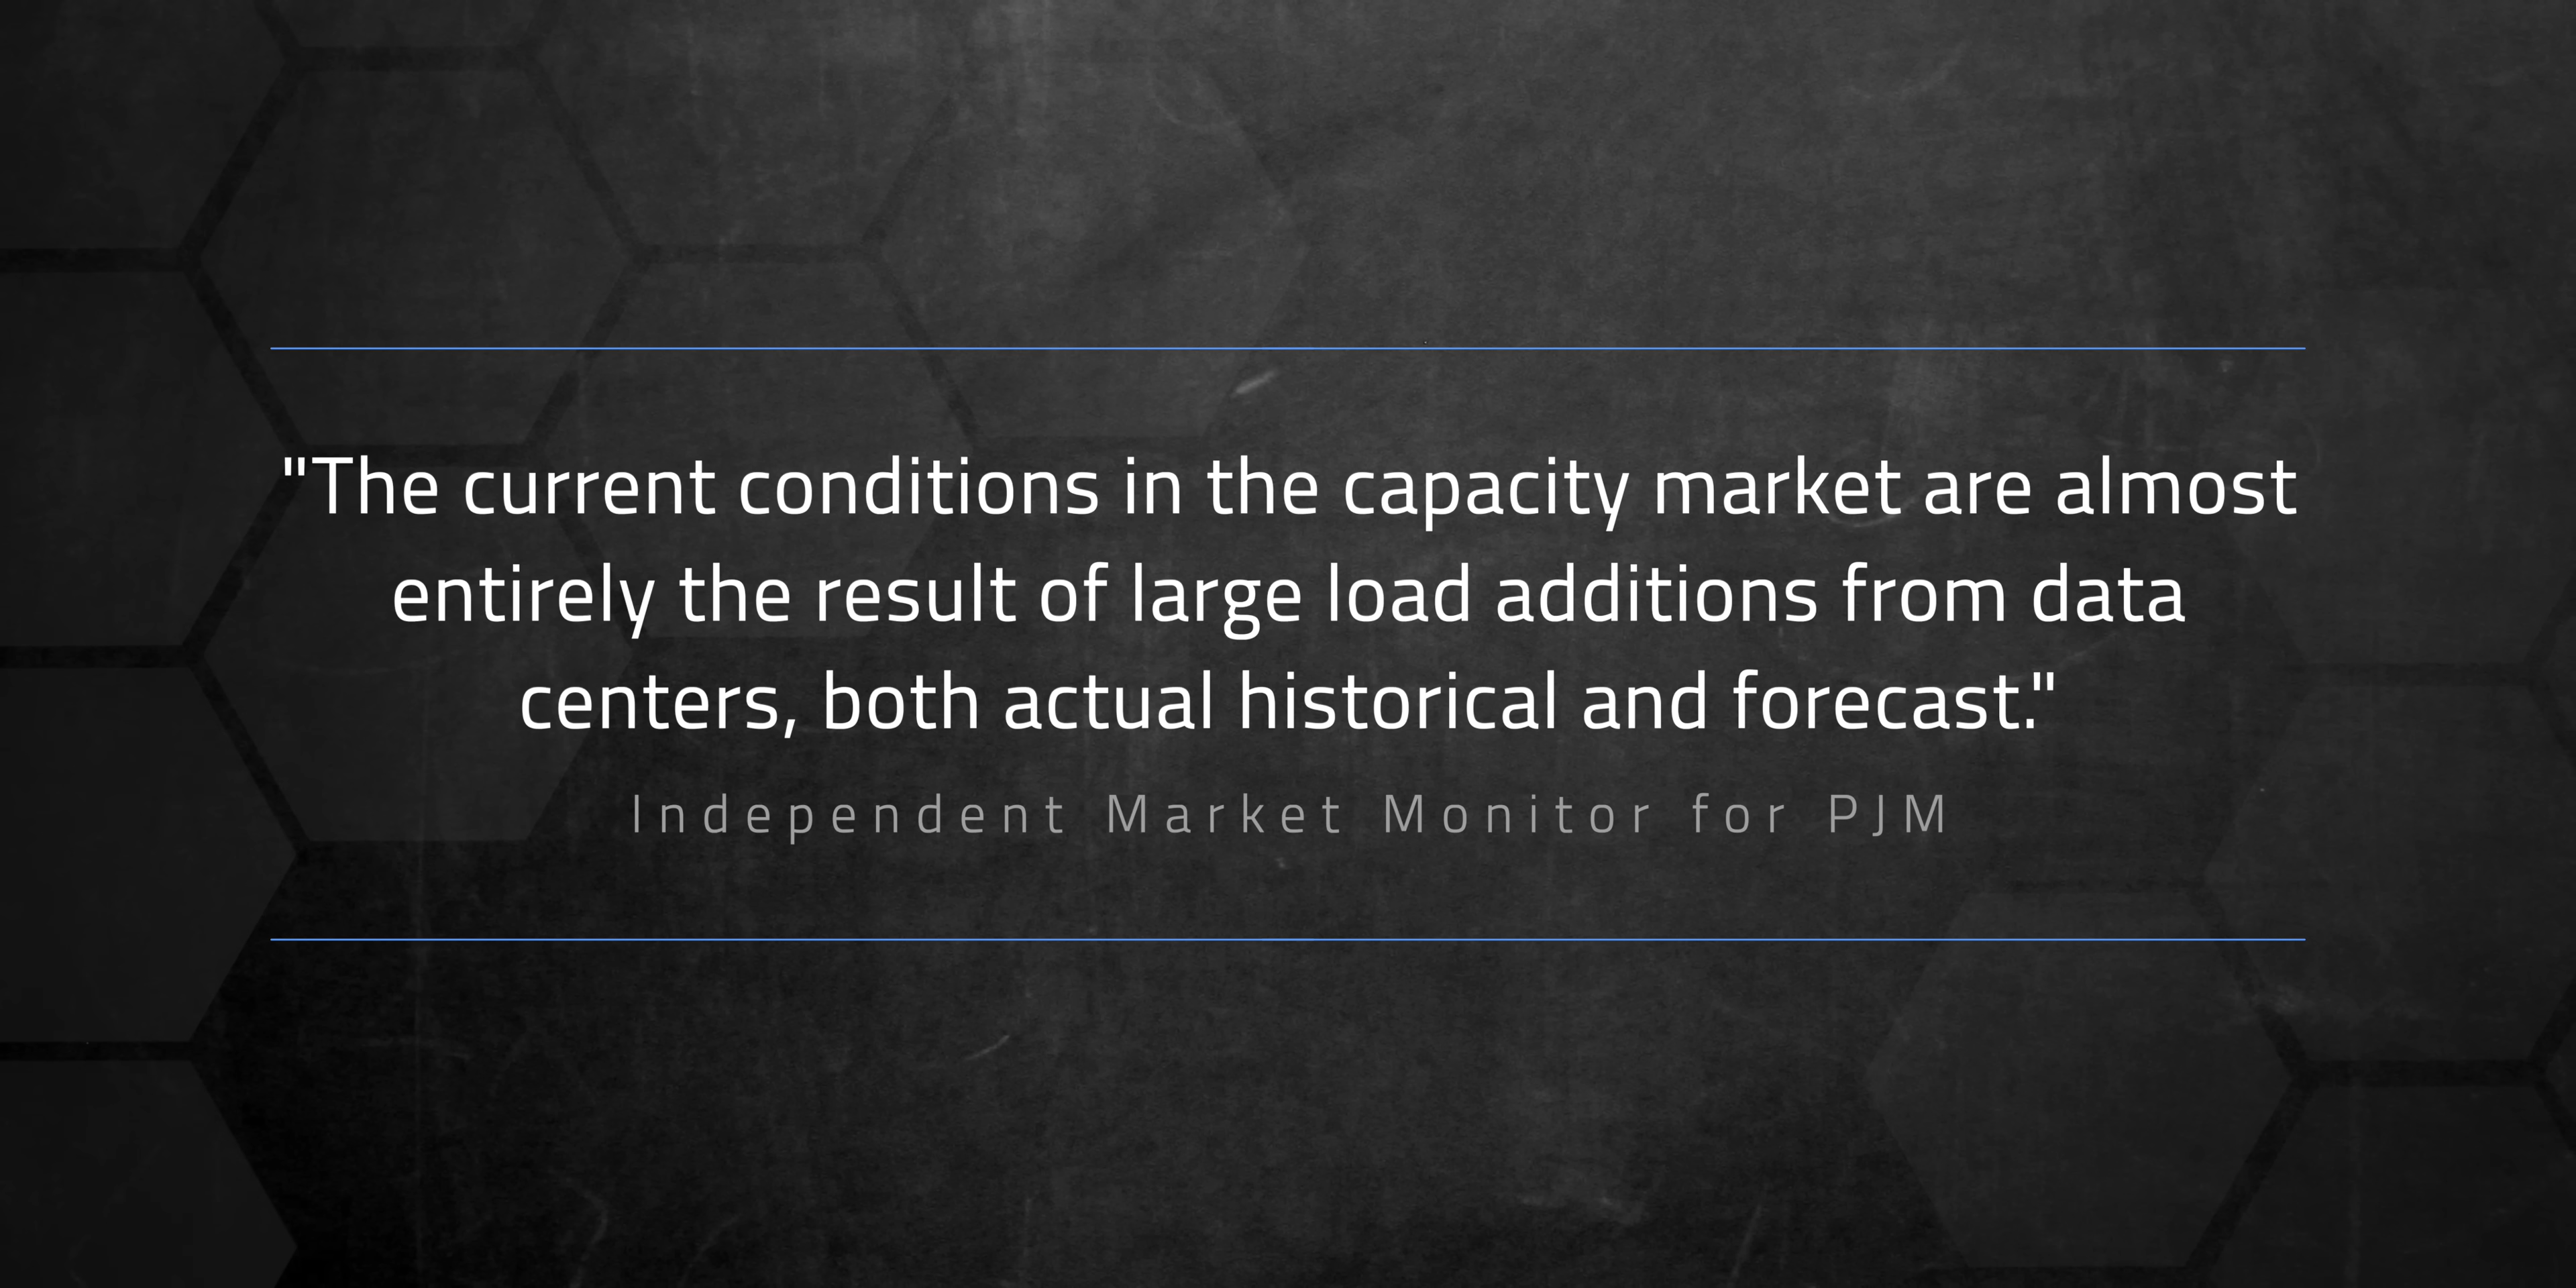 "The current conditions in the capacity market are almost
entirely the result of large load additions from data
centers, both actual historical and forecast."
Independent Market Monitor for PJM